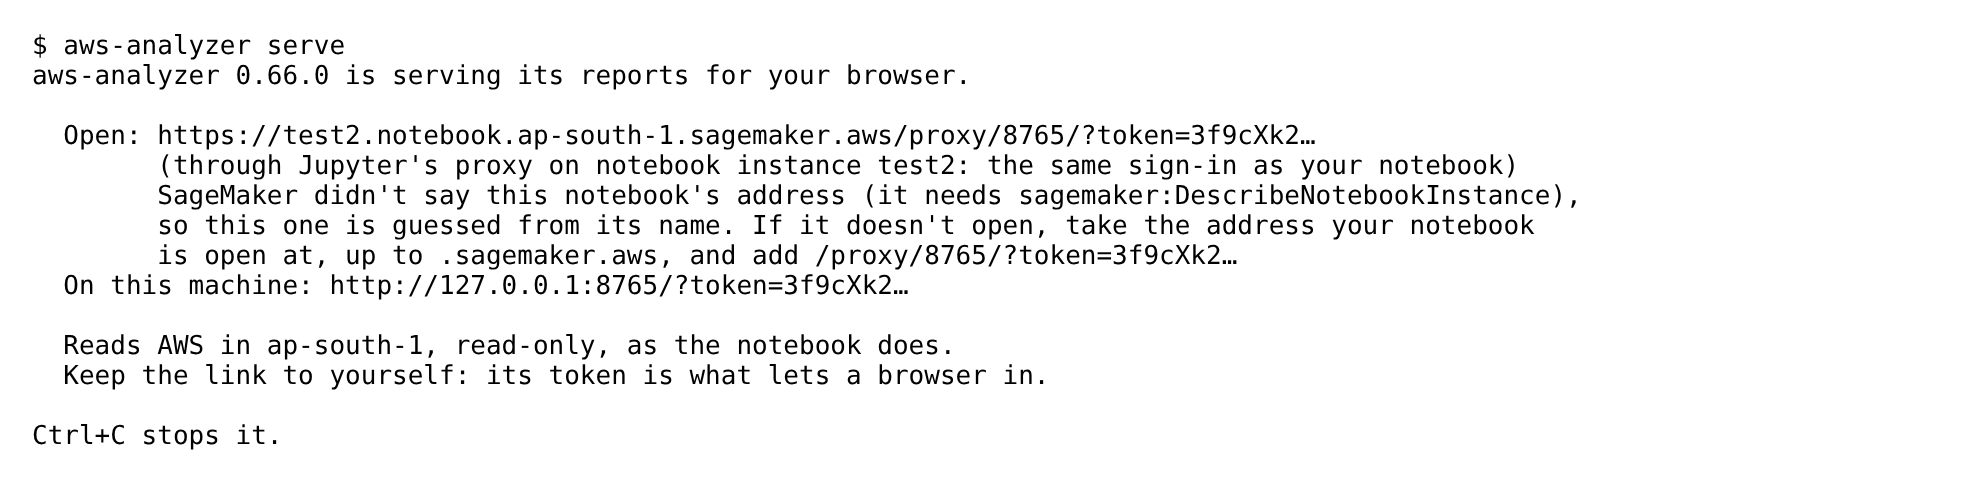 $ aws-analyzer serve
aws-analyzer 0.66.0 is serving its reports for your browser.
Open: https://test2.notebook.ap-south-1.sagemaker.aws/proxy/8765/?token=3f9cXk2…
(through Jupyter's proxy on notebook instance test2: the same sign-in as your notebook)
SageMaker didn't say this notebook's address (it needs sagemaker:DescribeNotebookInstance),
so this one is guessed from its name. If it doesn't open, take the address your notebook
is open at, up to .sagemaker.aws, and add /proxy/8765/?token=3f9cXk2…
On this machine: http://127.0.0.1:8765/?token=3f9cXk2…
Reads AWS in ap-south-1, read-only, as the notebook does.
Keep the link to yourself: its token is what lets a browser in.
Ctrl+C stops it.